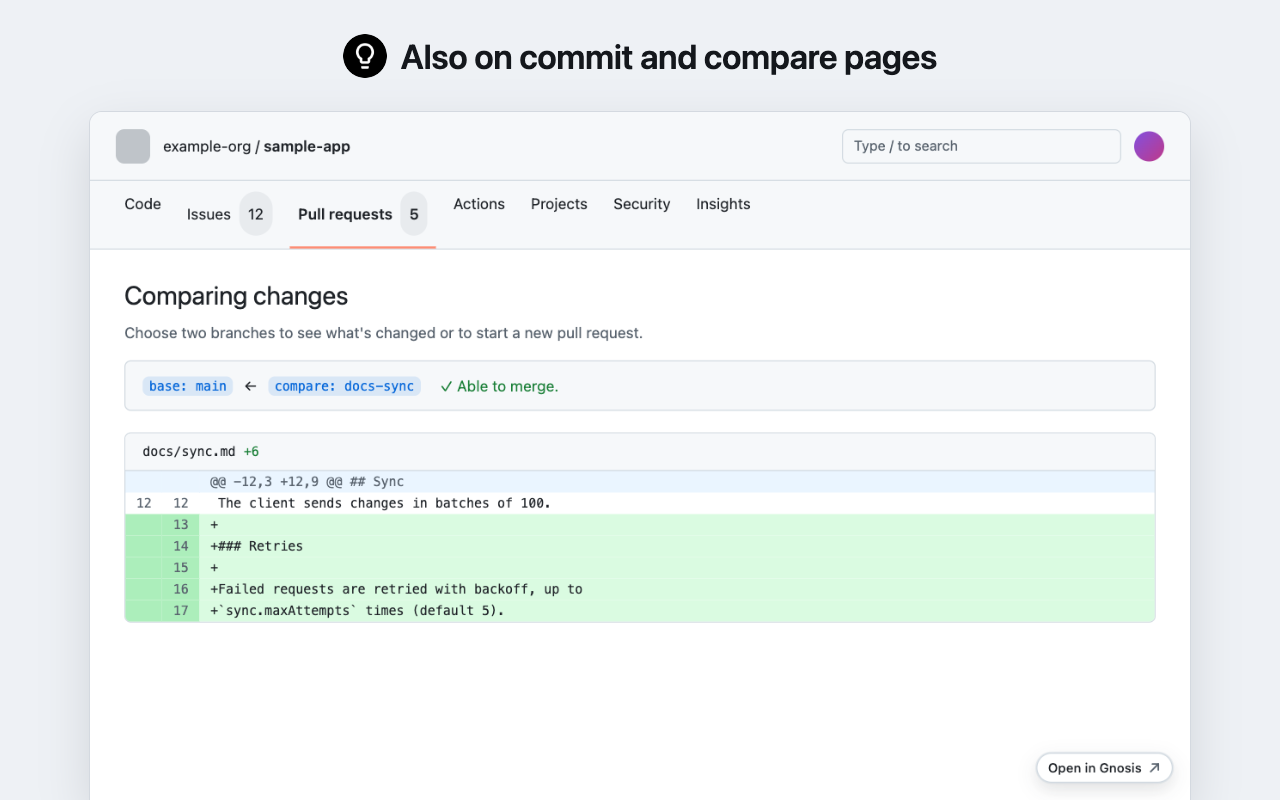 Also on commit and compare pages
example-org / sample-app
Type / to search
Code
Issues 12
Pull requests 5
Actions
Projects
Security
Insights
Comparing changes
Choose two branches to see what's changed or to start a new pull request.
base: main ← compare: docs-sync ✓ Able to merge.
docs/sync.md +6
@@ −12,3 +12,9 @@ ## Sync
12 12 The client sends changes in batches of 100.
13 +
14 +### Retries
15 +
16 +Failed requests are retried with backoff, up to
17 +`sync.maxAttempts` times (default 5).
Open in Gnosis ↗